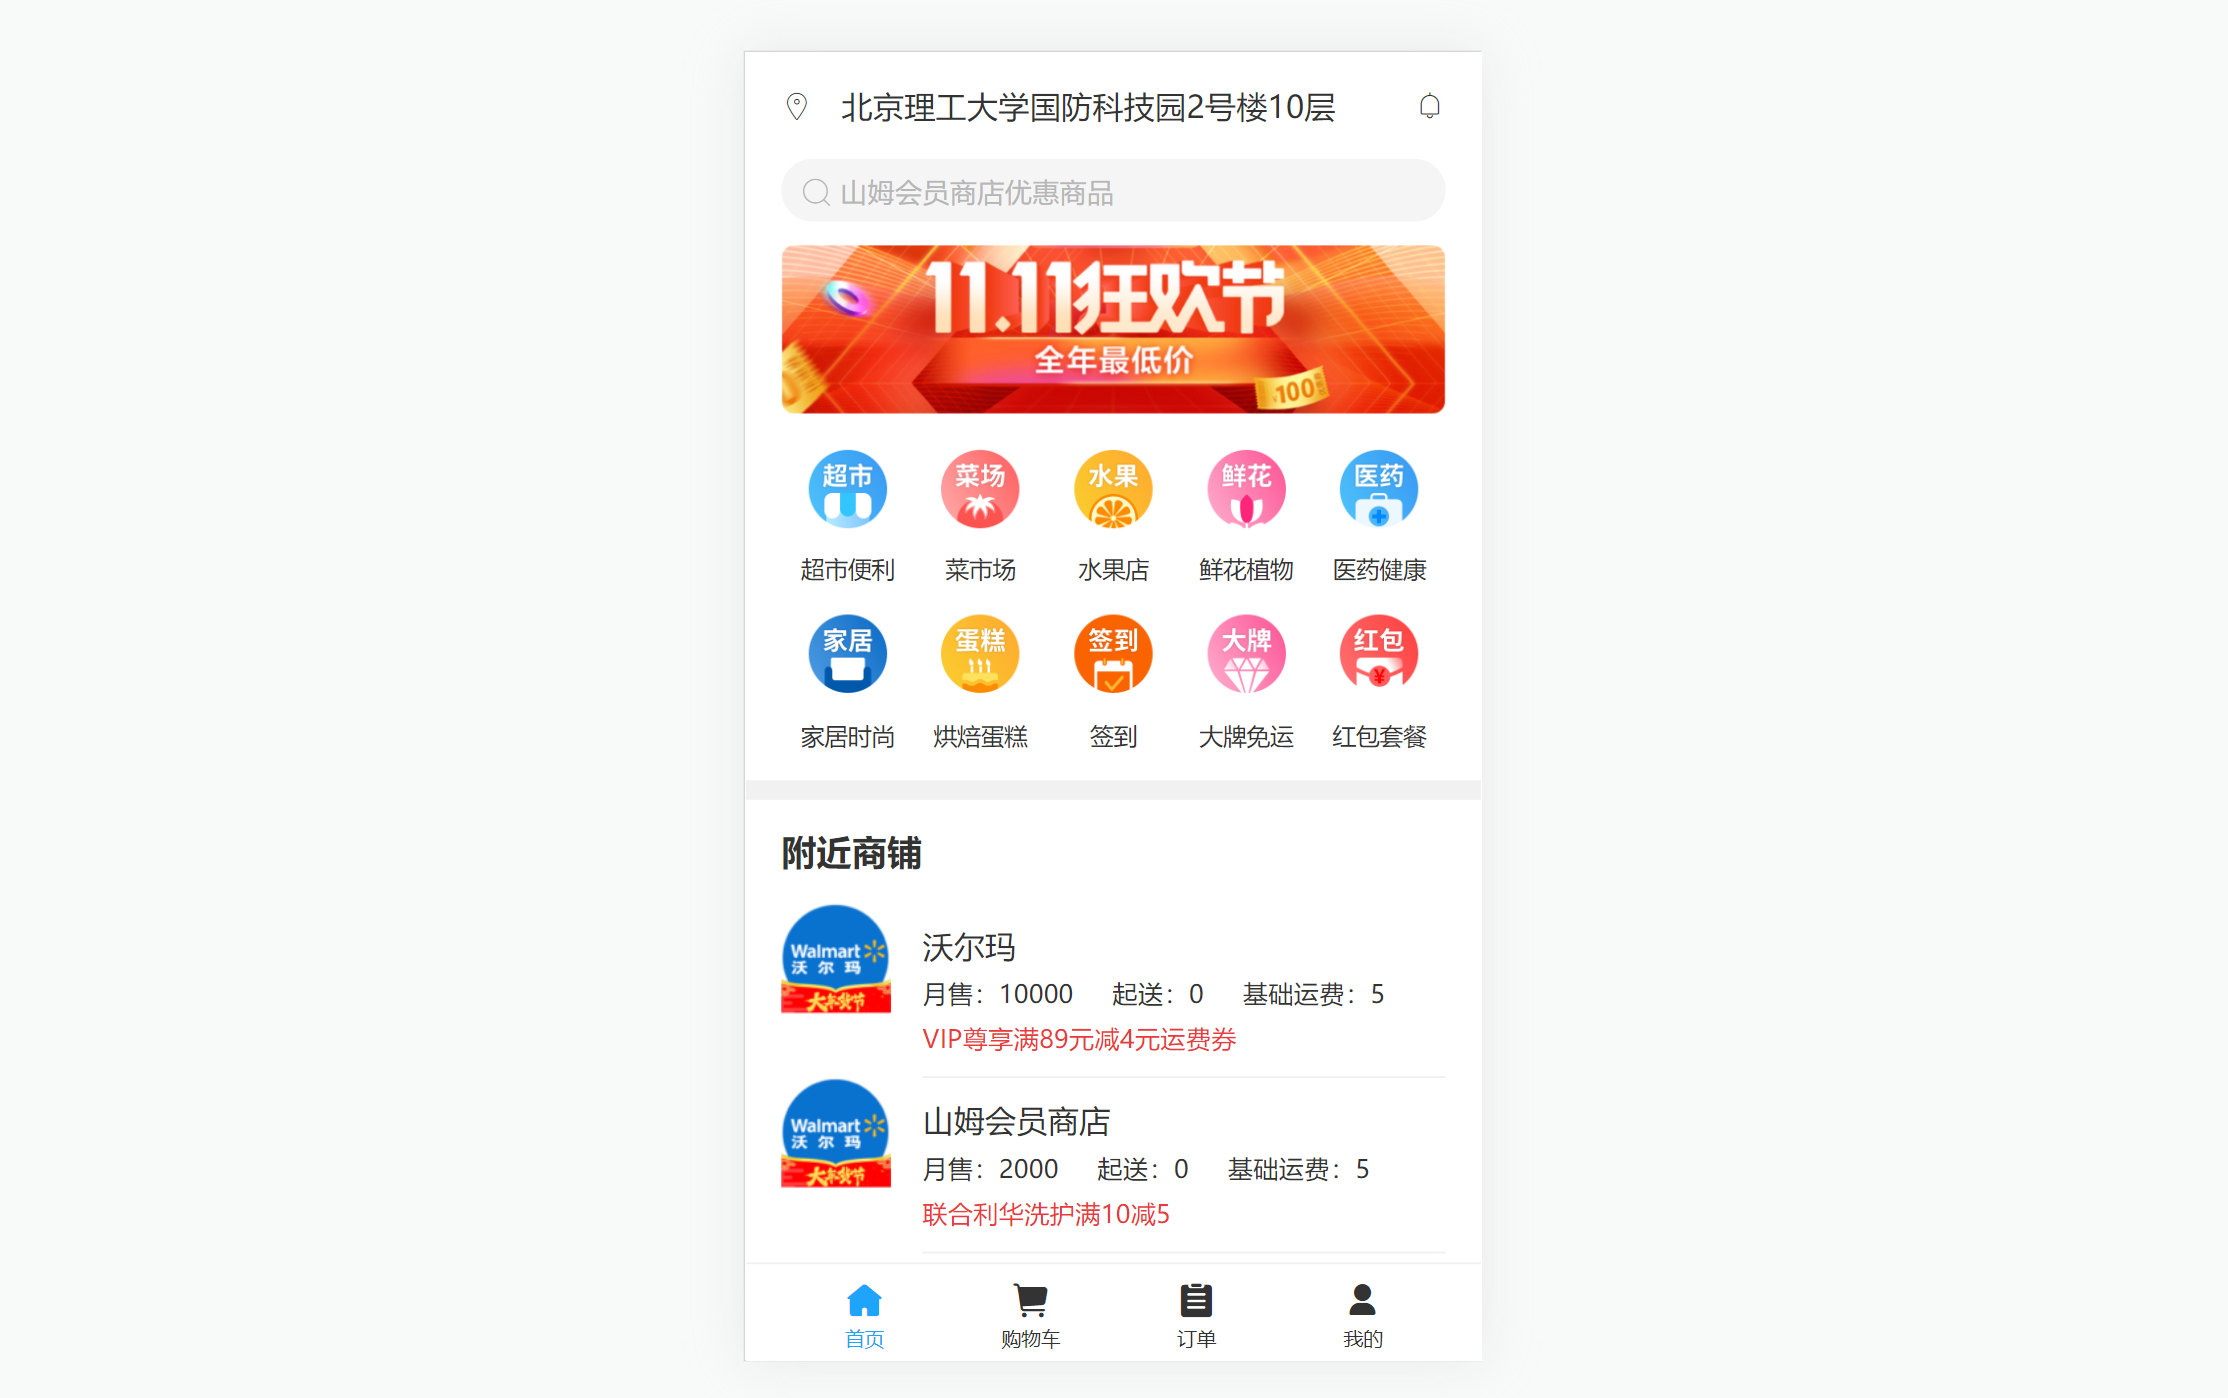 北京理工大学国防科技园2号楼10层
山姆会员商店优惠商品
11.11狂欢节
全年最低价
¥100
超市 菜场 水果 鲜花 医药
超市便利 菜市场 水果店 鲜花植物 医药健康
家居 蛋糕 签到 大牌 红包
¥
家居时尚 烘焙蛋糕 签到 大牌免运 红包套餐
附近商铺
Walmart
沃尔玛
大年货节
沃尔玛
月售：10000 起送：0 基础运费：5
VIP尊享满89元减4元运费券
Walmart
沃尔玛
大年货节
山姆会员商店
月售：2000 起送：0 基础运费：5
联合利华洗护满10减5
首页 购物车 订单 我的